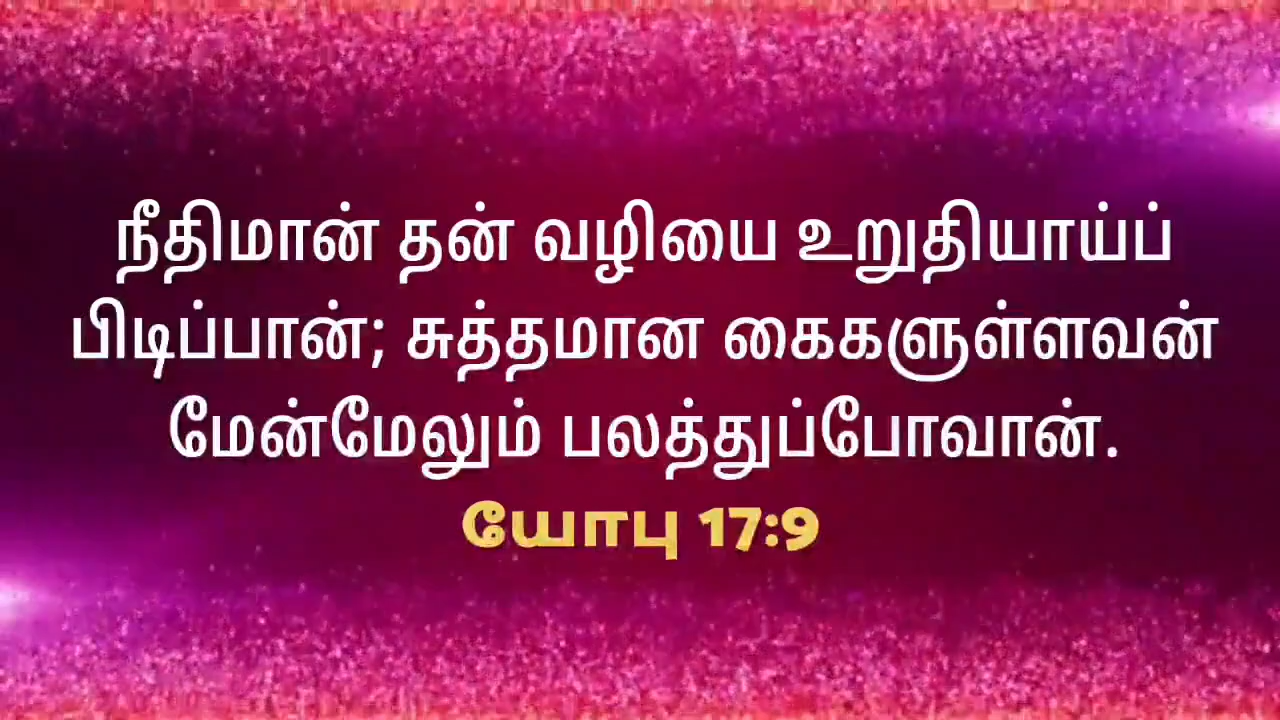 நீதிமான் தன் வழியை உறுதியாய்ப்
பிடிப்பான்; சுத்தமான கைகளுள்ளவன்
மேன்மேலும் பலத்துப்போவான்.
யோபு 17:9